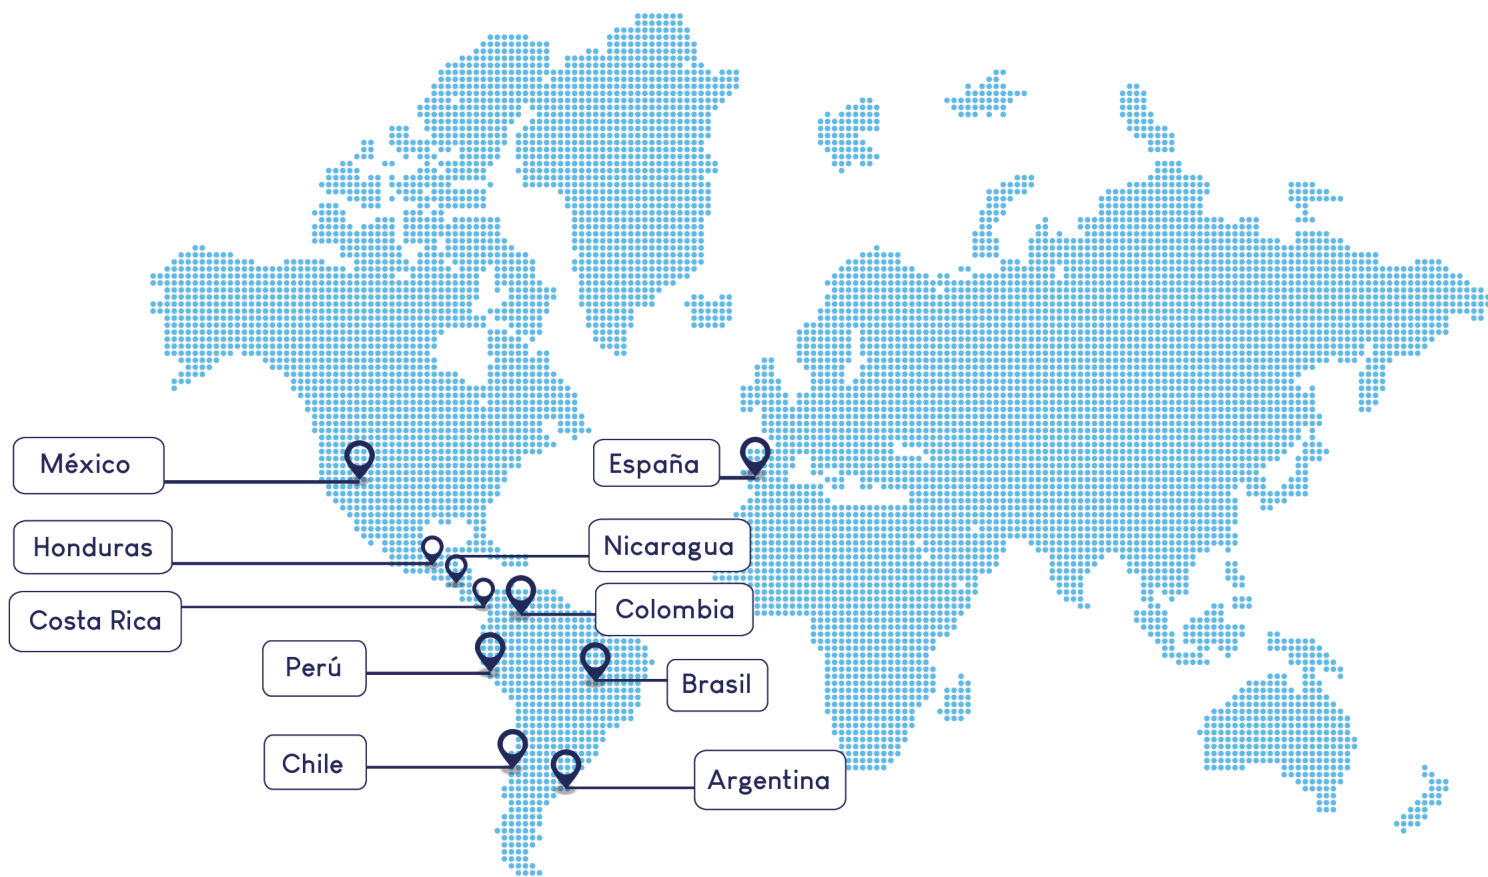 México
España
Honduras
Nicaragua
Costa Rica
Colombia
Perú
Brasil
Chile
Argentina